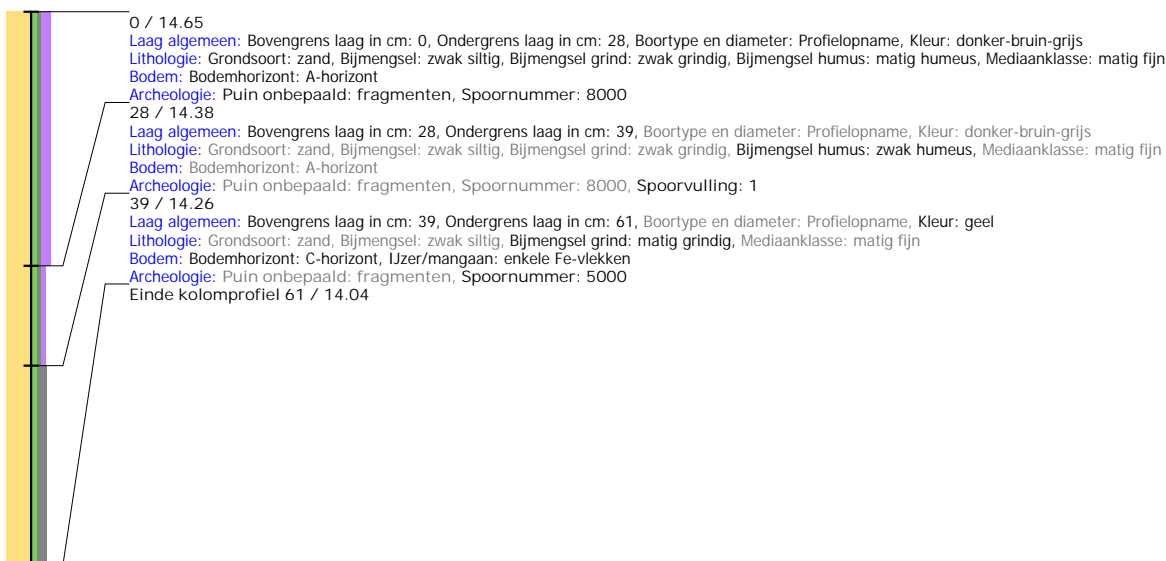 0 / 14.65
Laag algemeen: Bovengrens laag in cm: 0, Ondergrens laag in cm: 28, Boortype en diameter: Profielopname, Kleur: donker-bruin-grijs
Lithologie: Grondsoort: zand, Bijmengsel: zwak siltig, Bijmengsel grind: zwak grindig, Bijmengsel humus: matig humeus, Mediaanklasse: matig fijn
Bodem: Bodemhorizont: A-horizont
Archeologie: Puin onbepaald: fragmenten, Spoornummer: 8000
28 / 14.38
Laag algemeen: Bovengrens laag in cm: 28, Ondergrens laag in cm: 39, Boortype en diameter: Profielopname, Kleur: donker-bruin-grijs
Lithologie: Grondsoort: zand, Bijmengsel: zwak siltig, Bijmengsel grind: zwak grindig, Bijmengsel humus: zwak humeus, Mediaanklasse: matig fijn
Bodem: Bodemhorizont: A-horizont
Archeologie: Puin onbepaald: fragmenten, Spoornummer: 8000, Spoorvulling: 1
39 / 14.26
Laag algemeen: Bovengrens laag in cm: 39, Ondergrens laag in cm: 61, Boortype en diameter: Profielopname, Kleur: geel
Lithologie: Grondsoort: zand, Bijmengsel: zwak siltig, Bijmengsel grind: matig grindig, Mediaanklasse: matig fijn
Bodem: Bodemhorizont: C-horizont, IJzer/mangaan: enkele Fe-vlekken
Archeologie: Puin onbepaald: fragmenten, Spoornummer: 5000
Einde kolomprofiel 61 / 14.04